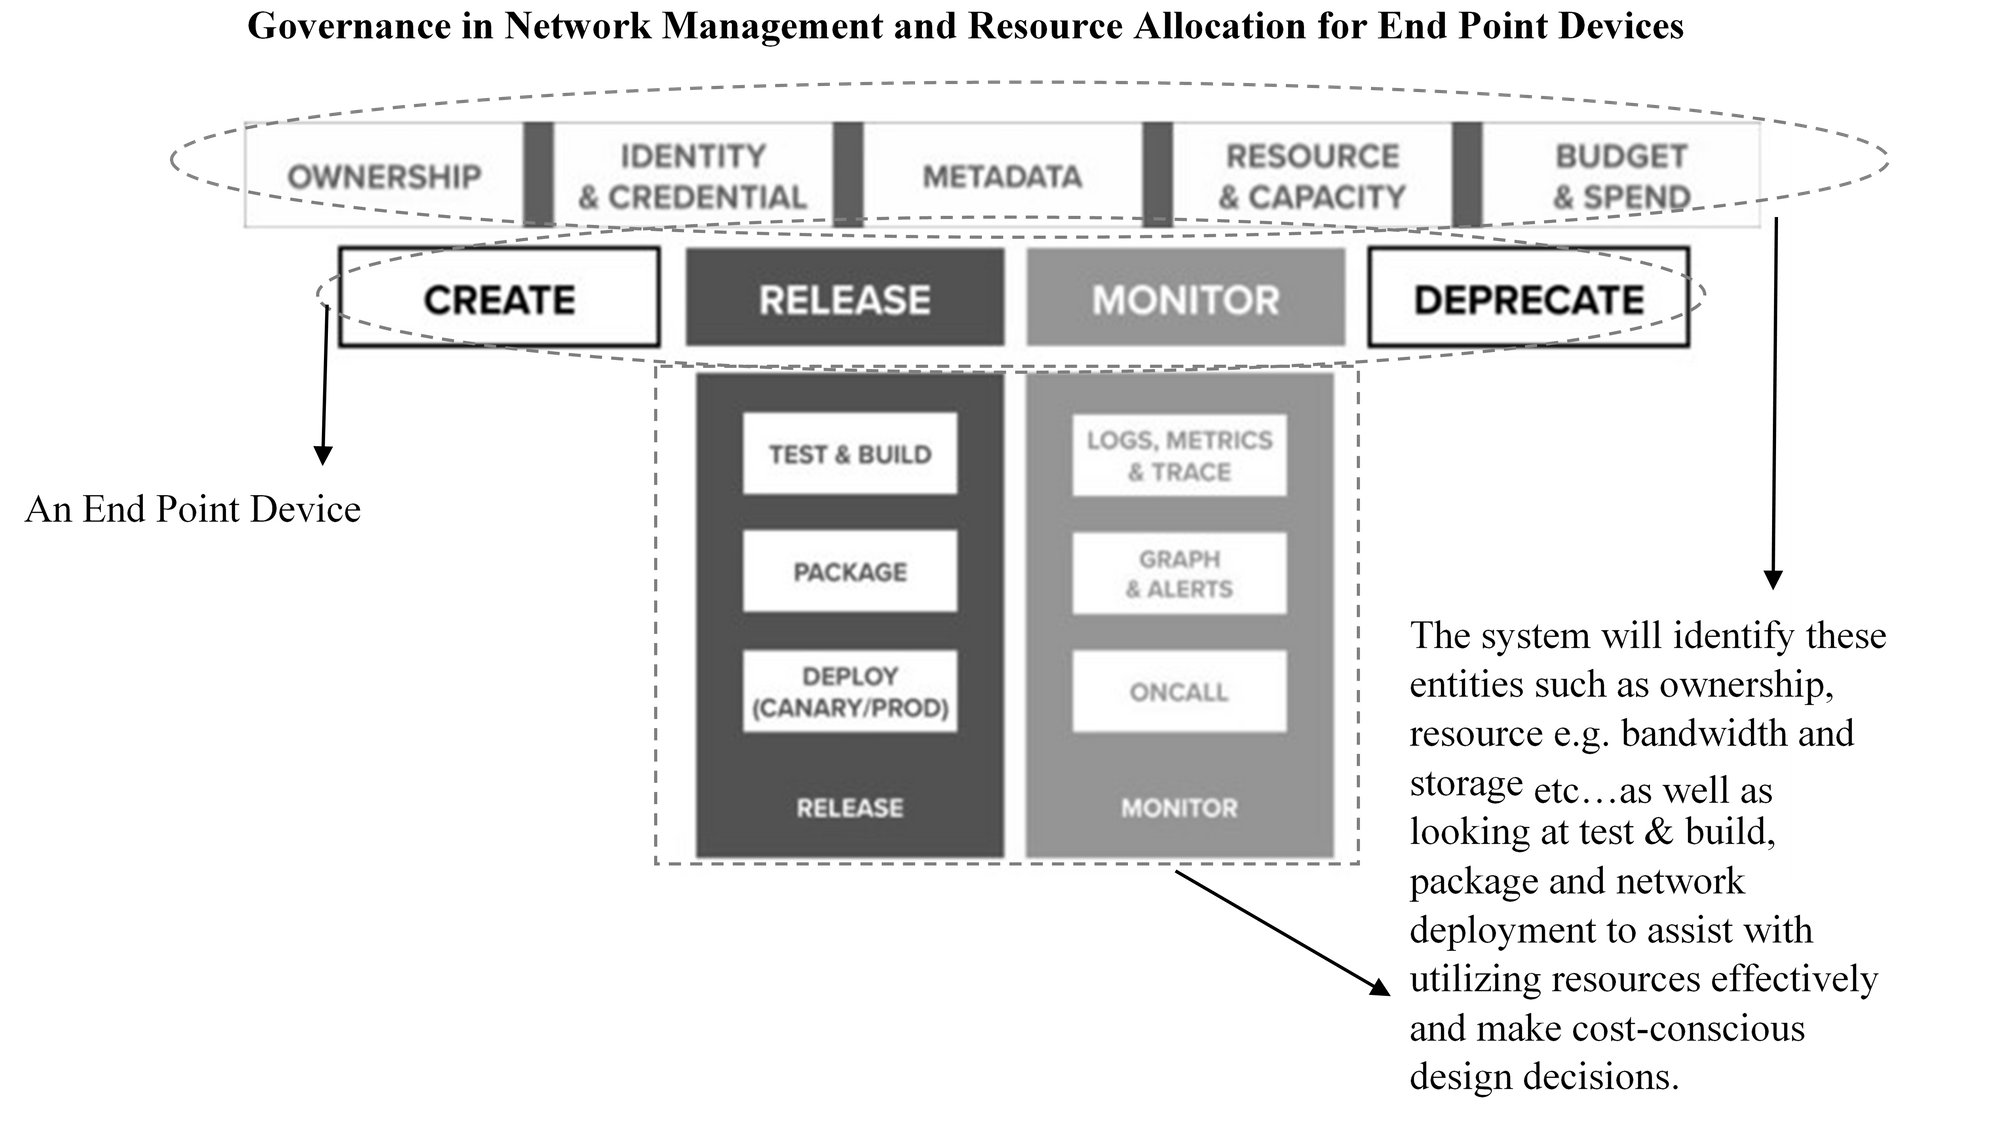 Governance in Network Management and Resource Allocation for End Point Devices
OWNERSHIP
IDENTITY
& CREDENTIAL
METADATA
RESOURCE
& CAPACITY
BUDGET
& SPEND
CREATE
RELEASE
MONITOR
DEPRECATE
TEST & BUILD
PACKAGE
DEPLOY
(CANARY/PROD)
RELEASE
LOGS, METRICS
& TRACE
GRAPH
& ALERTS
ONCALL
MONITOR
An End Point Device
The system will identify these
entities such as ownership,
resource e.g. bandwidth and
storage etc…as well as
looking at test & build,
package and network
deployment to assist with
utilizing resources effectively
and make cost-conscious
design decisions.